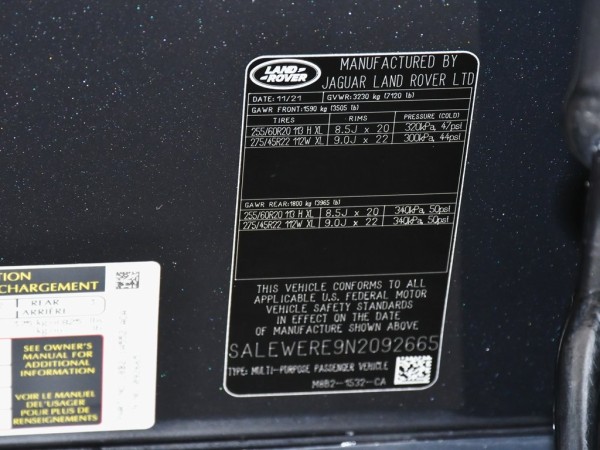 LAND-
-ROVER
MANUFACTURED BY
JAGUAR LAND ROVER LTD
DATE: 11/21 GVWR: 3230 kg (7120 lb)
GAWR FRONT: 1590 kg (3505 lb)
TIRES RIMS PRESSURE (COLD)
255/60R20 113 H XL 8.5J x 20 320kPa, 47psi
275/45R22 112W XL 9.0J x 22 300kPa, 44psi
GAWR REAR: 1800 kg (3965 lb)
255/60R20 113 H XL 8.5J x 20 340kPa, 50psi
275/45R22 112W XL 9.0J x 22 340kPa, 50psi
THIS VEHICLE CONFORMS TO ALL
APPLICABLE U.S. FEDERAL MOTOR
VEHICLE SAFETY STANDARDS
IN EFFECT ON THE DATE
OF MANUFACTURE SHOWN ABOVE
SALEWERE9N2092665
TYPE: MULTI-PURPOSE PASSENGER VEHICLE
M8B2-1532-CA
TION
CHARGEMENT
REAR
ARRIÈRE
SEE OWNER'S
MANUAL FOR
ADDITIONAL
INFORMATION
VOIR LE MANUEL
DEL'USAGER
POUR PLUS DE
RENSEIGNEMENTS